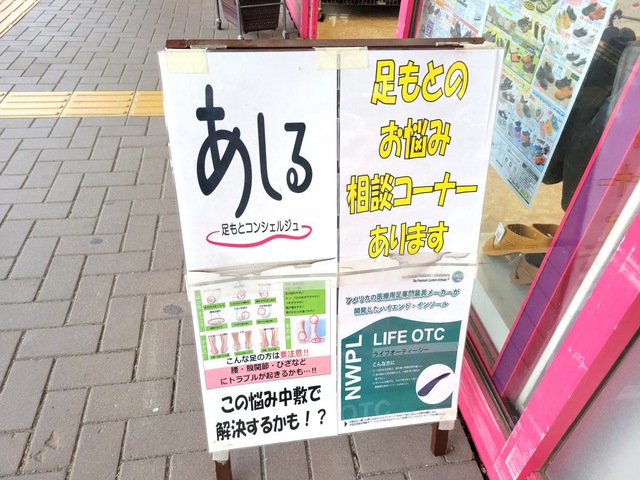 あしる
足もとコンシェルジュ
足もとの
お悩み
相談コーナー
あります
こんな足の方は要注意!!
腰・股関節・ひざなど
にトラブルが起きるかも…!!
この悩み中敷で
解決するかも!?
アメリカの医療用足専門装具メーカーが
開発したハイエンド・インソール
NWPL
LIFE OTC
ライフオーティーシー
こんな方に
OTC